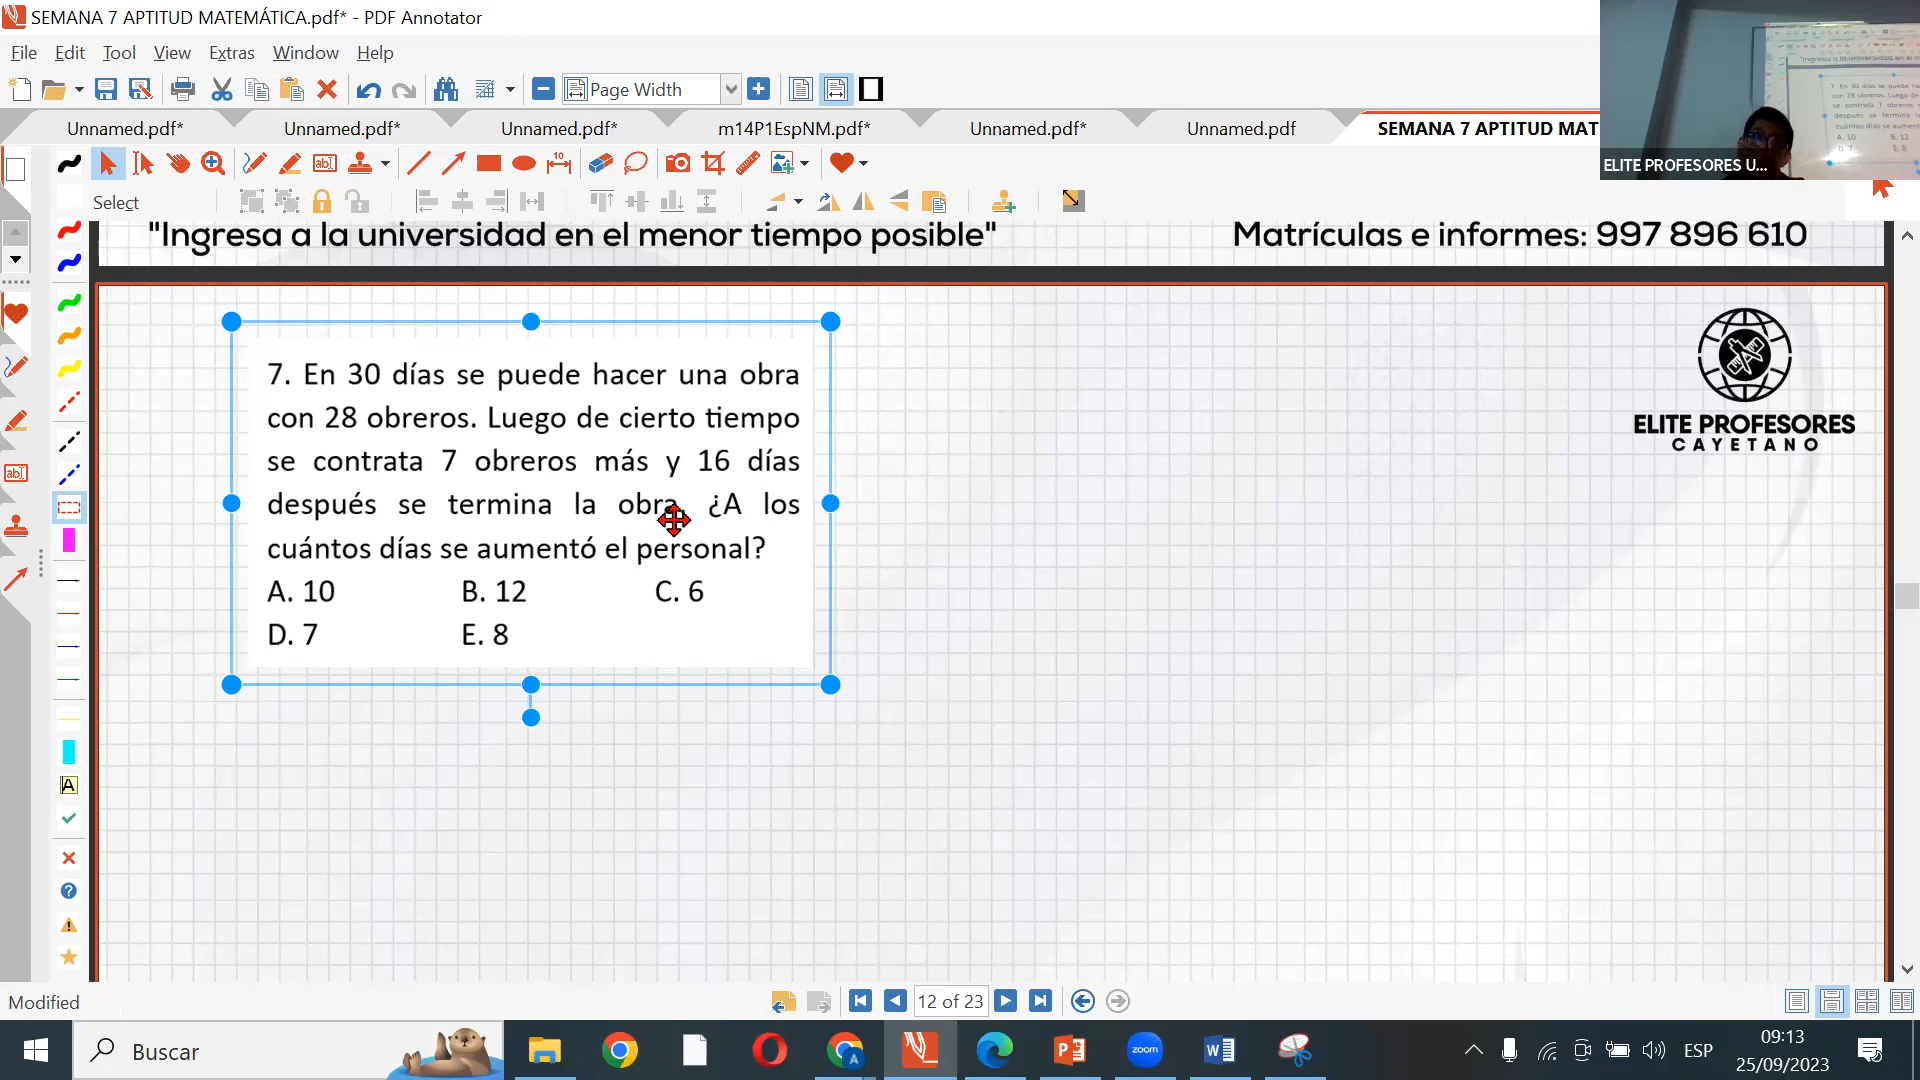 SEMANA 7 APTITUD MATEMÁTICA.pdf* - PDF Annotator
File Edit Tool View Extras Window Help
Page Width
Unnamed.pdf* Unnamed.pdf* Unnamed.pdf* m14P1EspNM.pdf* Unnamed.pdf* Unnamed.pdf SEMANA 7 APTITUD MAT
ELITE PROFESORES U...
Select
"Ingresa a la universidad en el menor tiempo posible" Matrículas e informes: 997 896 610
7. En 30 días se puede hacer una obra
con 28 obreros. Luego de cierto tiempo
se contrata 7 obreros más y 16 días
después se termina la obra. ¿A los
cuántos días se aumentó el personal?
A. 10 B. 12 C. 6
D. 7 E. 8
ELITE PROFESORES
CAYETANO
Modified
12 of 23
Buscar
zoom
ESP
09:13
25/09/2023